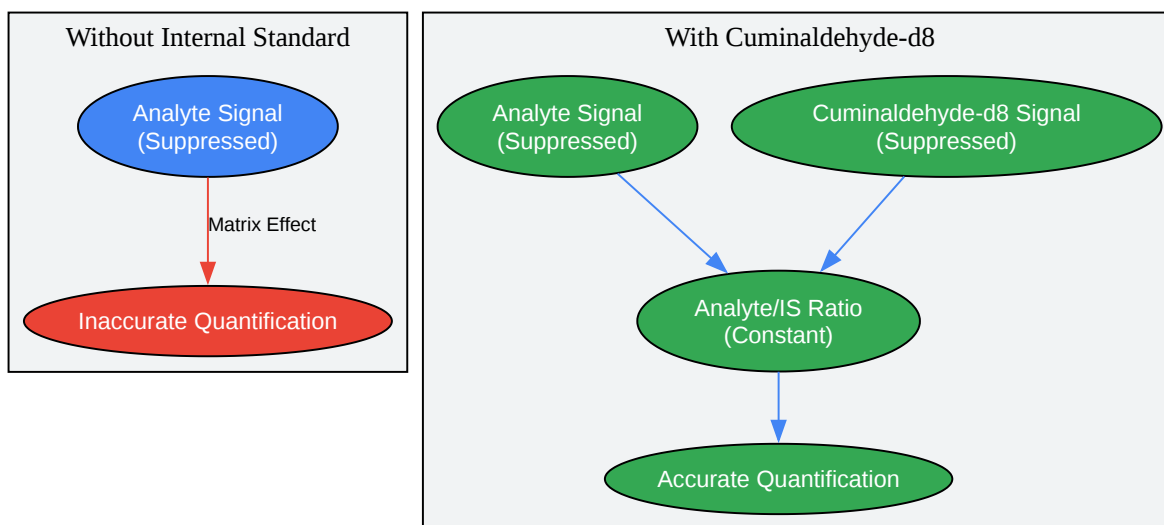 Without Internal Standard
Analyte Signal
(Suppressed)
Matrix Effect
Inaccurate Quantification
With Cuminaldehyde-d8
Analyte Signal
(Suppressed)
Cuminaldehyde-d8 Signal
(Suppressed)
Analyte/IS Ratio
(Constant)
Accurate Quantification